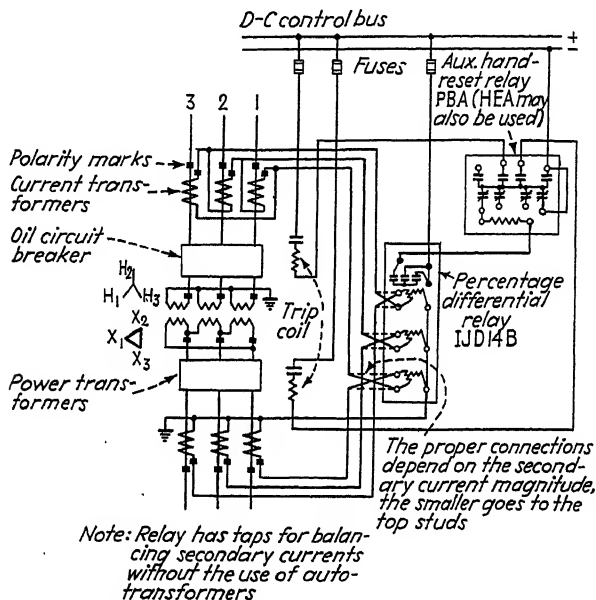 D-C control bus
+
-
Fuses
Aux. hand-
reset relay
PBA (HEA may
also be used)
3 2 1
Polarity marks
Current trans-
formers
Oil circuit
breaker
H2
H1 H3
X2
X1
X3
Trip
coil
Percentage
differential
relay
IJD14B
Power trans-
formers
The proper connections
depend on the second-
ary current magnitude,
the smaller goes to the
top studs
Note: Relay has taps for balan-
cing secondary currents
without the use of auto-
transformers